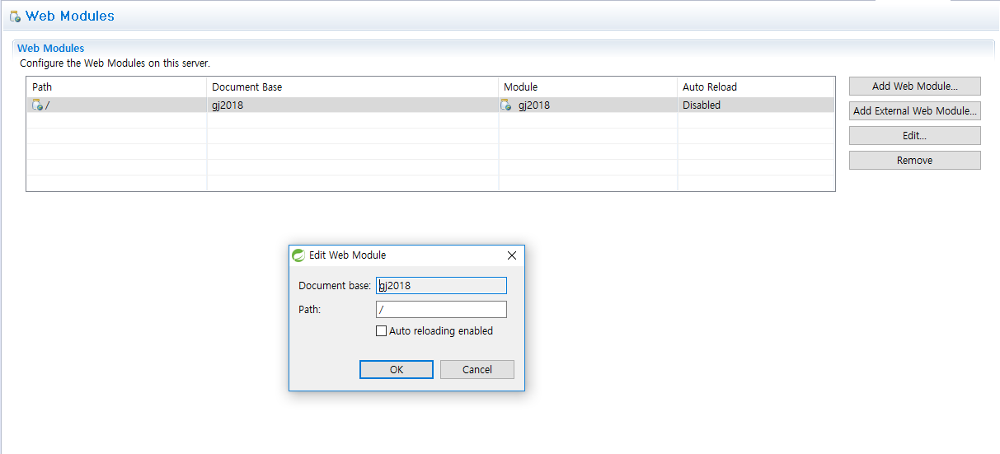 Web Modules
Web Modules
Configure the Web Modules on this server.
Path Document Base Module Auto Reload
/ gj2018 gj2018 Disabled
Add Web Module...
Add External Web Module...
Edit...
Remove
Edit Web Module
Document base: gj2018
Path: /
Auto reloading enabled
OK Cancel